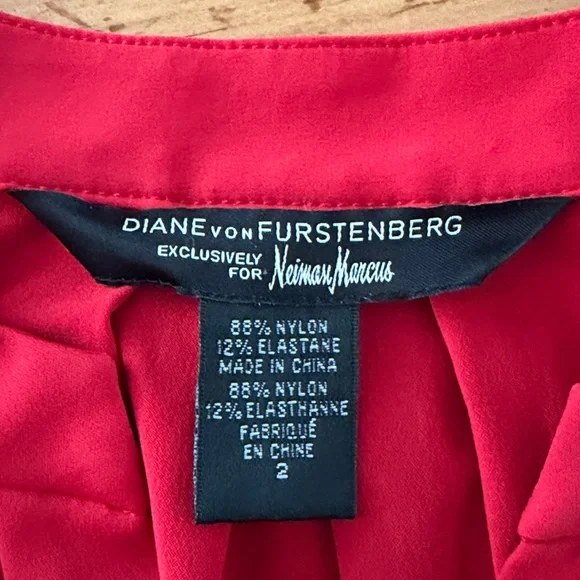 DIANE VON FURSTENBERG
EXCLUSIVELY
FOR Neiman Marcus
88% NYLON
12% ELASTANE
MADE IN CHINA
88% NYLON
12% ELASTHANNE
FABRIQUÉ
EN CHINE
2